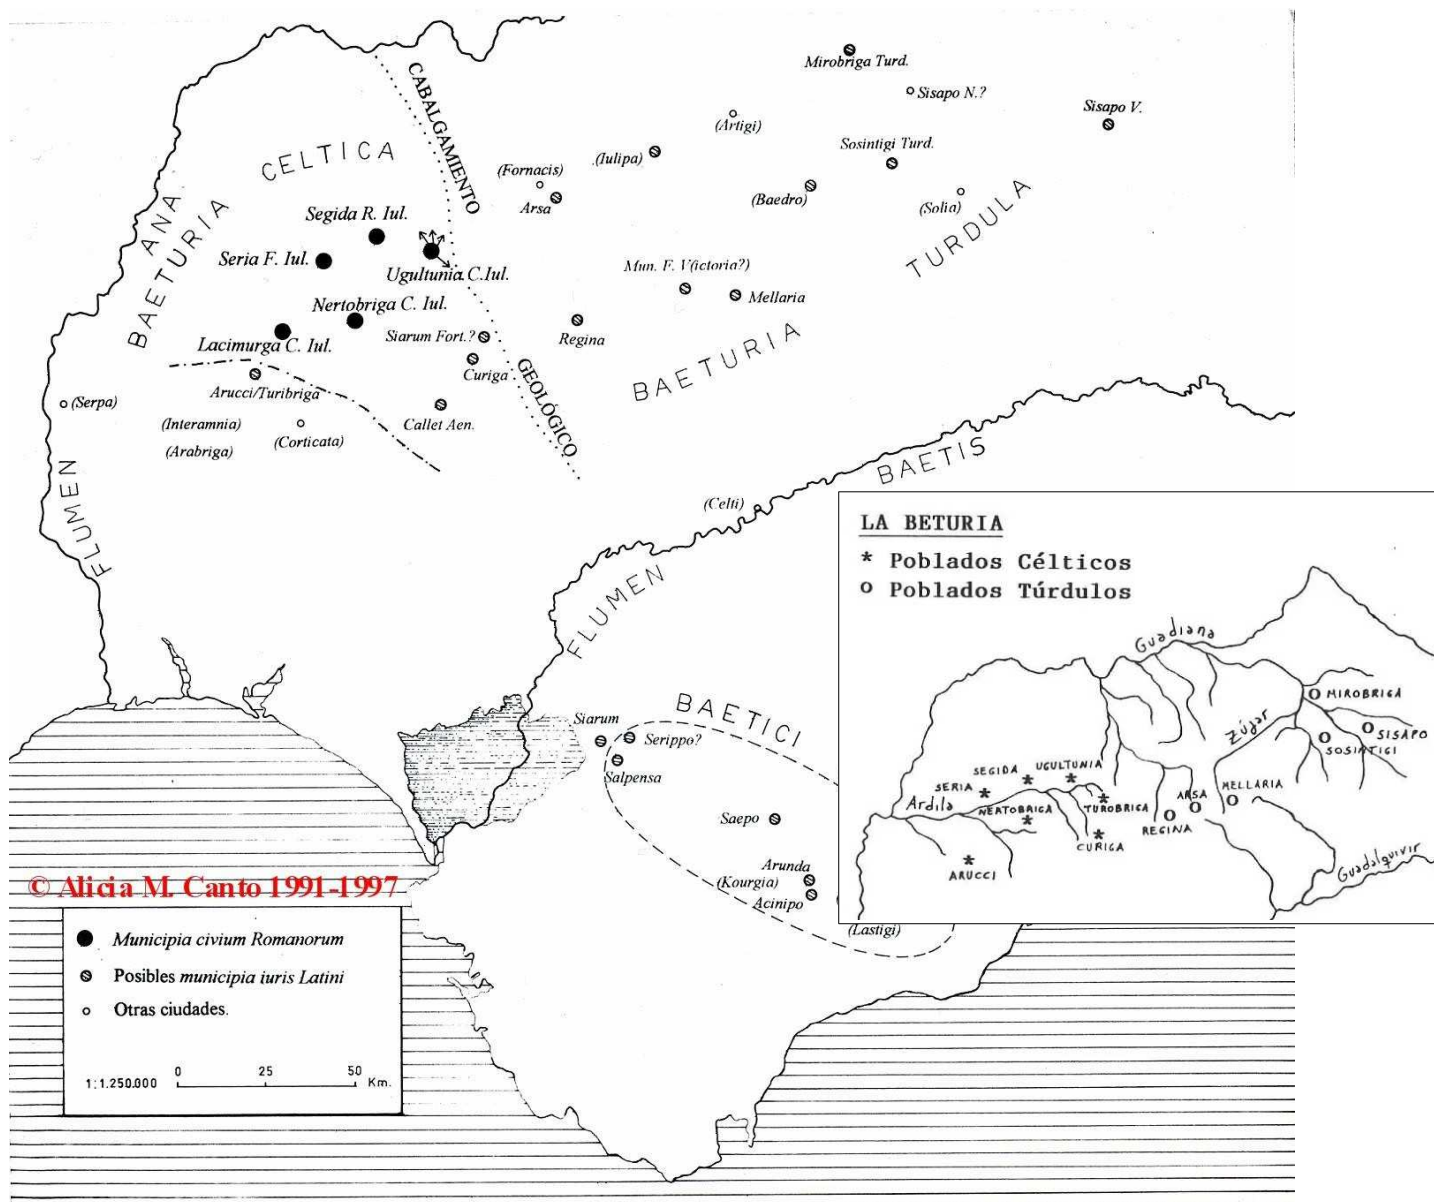 Mirobriga Turd.
Sisapo N.?
Sisapo V.
(Artigi)
Sosintigi Turd.
(Iulipa)
(Baedro)
(Solia)
(Fornacis)
Arsa
CABALGAMIENTO
GEOLÓGICO
CELTICA
BAETURIA
ANA
FLUMEN
TURDULA
BAETURIA
Segida R. Iul.
Seria F. Iul.
Ugultunia C.Iul.
Nertobriga C. Iul.
Lacimurga C. Iul.
Mun. F. V(ictoria?)
Mellaria
Siarum Fort.?
Regina
Curiga
Arucci/Turibriga
(Serpa)
(Interamnia)
(Arabriga)
(Corticata)
Callet Aen.
BAETIS
FLUMEN
(Celti)
BAETICI
Siarum
Serippo?
Salpensa
Saepo
Arunda
(Kourgia)
Acinipo
(Lastigi)
© Alicia M. Canto 1991-1997
Municipia civium Romanorum
Posibles municipia iuris Latini
Otras ciudades.
1:1.250.000
0 25 50 Km.
LA BETURIA
* Poblados Célticos
o Poblados Túrdulos
Guadiana
MIROBRIGA
Zújar
SISAPO
SOSINTIGI
SEGIDA
UGULTUNIA
SERIA
MELLARIA
ARSA
Ardila
NERTOBRIGA
TUROBRIGA
REGINA
CURIGA
ARUCCI
Guadalquivir